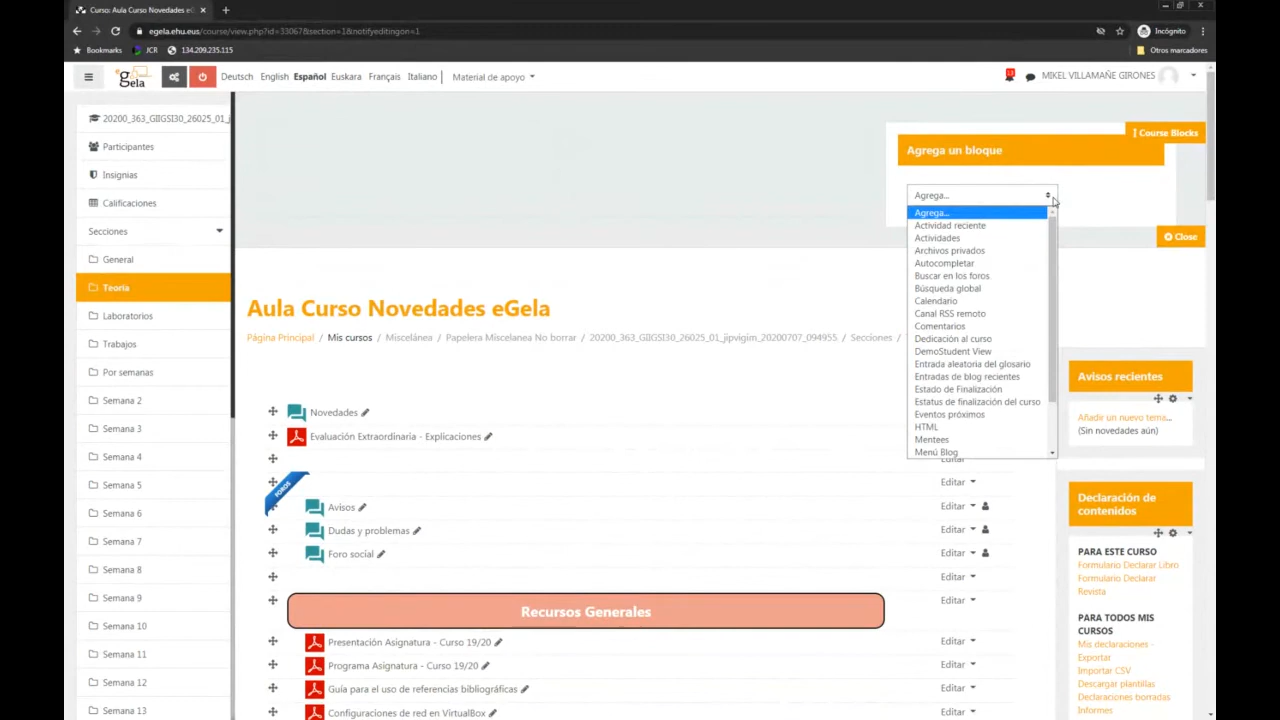 Curso: Aula Curso Novedades eG
egela.ehu.eus/course/view.php?id=33067&section=1&notifyeditingon=1
Incógnito
Bookmarks
JCR
134.209.235.115
Otros marcadores
eGela
Deutsch English Español Euskara Français Italiano
Material de apoyo
13
MIKEL VILLAMAÑE GIRONES
20200_363_GIIGSI30_26025_01_j
Participantes
Insignias
Calificaciones
Secciones
General
Teoría
Laboratorios
Trabajos
Por semanas
Semana 2
Semana 3
Semana 4
Semana 5
Semana 6
Semana 7
Semana 8
Semana 9
Semana 10
Semana 11
Semana 12
Semana 13
Course Blocks
Agrega un bloque
Agrega...
Agrega...
Actividad reciente
Actividades
Archivos privados
Autocompletar
Buscar en los foros
Búsqueda global
Calendario
Canal RSS remoto
Comentarios
Dedicación al curso
DemoStudent View
Entrada aleatoria del glosario
Entradas de blog recientes
Estado de Finalización
Estatus de finalización del curso
Eventos próximos
HTML
Mentees
Menú Blog
Close
Aula Curso Novedades eGela
Página Principal / Mis cursos / Miscelánea / Papelera Miscelanea No borrar / 20200_363_GIIGSI30_26025_01_jipvigim_20200707_094955 / Secciones /
Novedades
Evaluación Extraordinaria - Explicaciones
Editar
Editar
FOROS
Avisos
Editar
Dudas y problemas
Editar
Foro social
Editar
Editar
Editar
Recursos Generales
Presentación Asignatura - Curso 19/20
Editar
Programa Asignatura - Curso 19/20
Editar
Guía para el uso de referencias bibliográficas
Editar
Configuraciones de red en VirtualBox
Editar
Avisos recientes
Añadir un nuevo tema...
(Sin novedades aún)
Declaración de
contenidos
PARA ESTE CURSO
Formulario Declarar Libro
Formulario Declarar
Revista
PARA TODOS MIS
CURSOS
Mis declaraciones -
Exportar
Importar CSV
Descargar plantillas
Declaraciones borradas
Informes